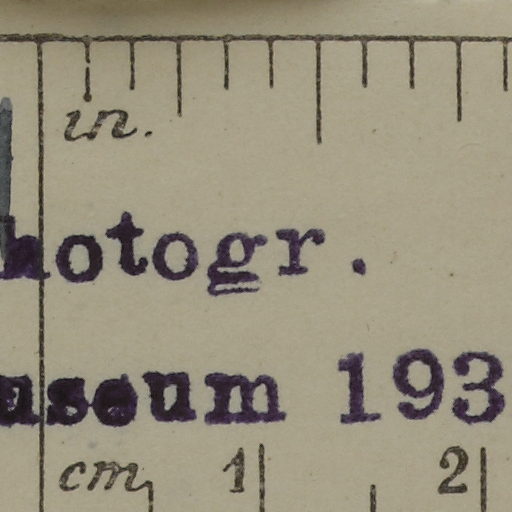 in.
hotogr.
useum 193
cm 1 2